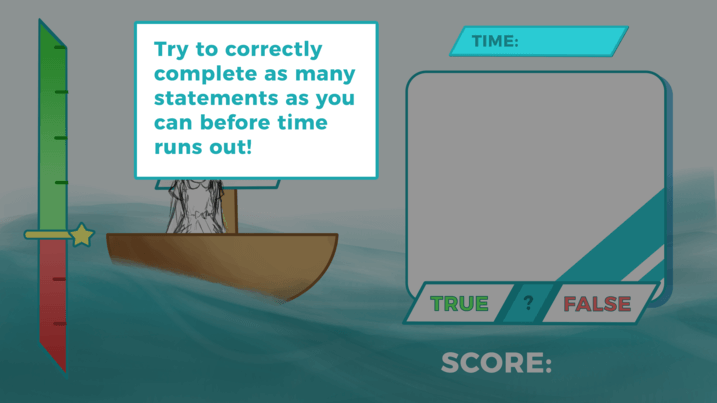 Try to correctly
complete as many
statements as you
can before time
runs out!
TIME:
TRUE
?
FALSE
SCORE: